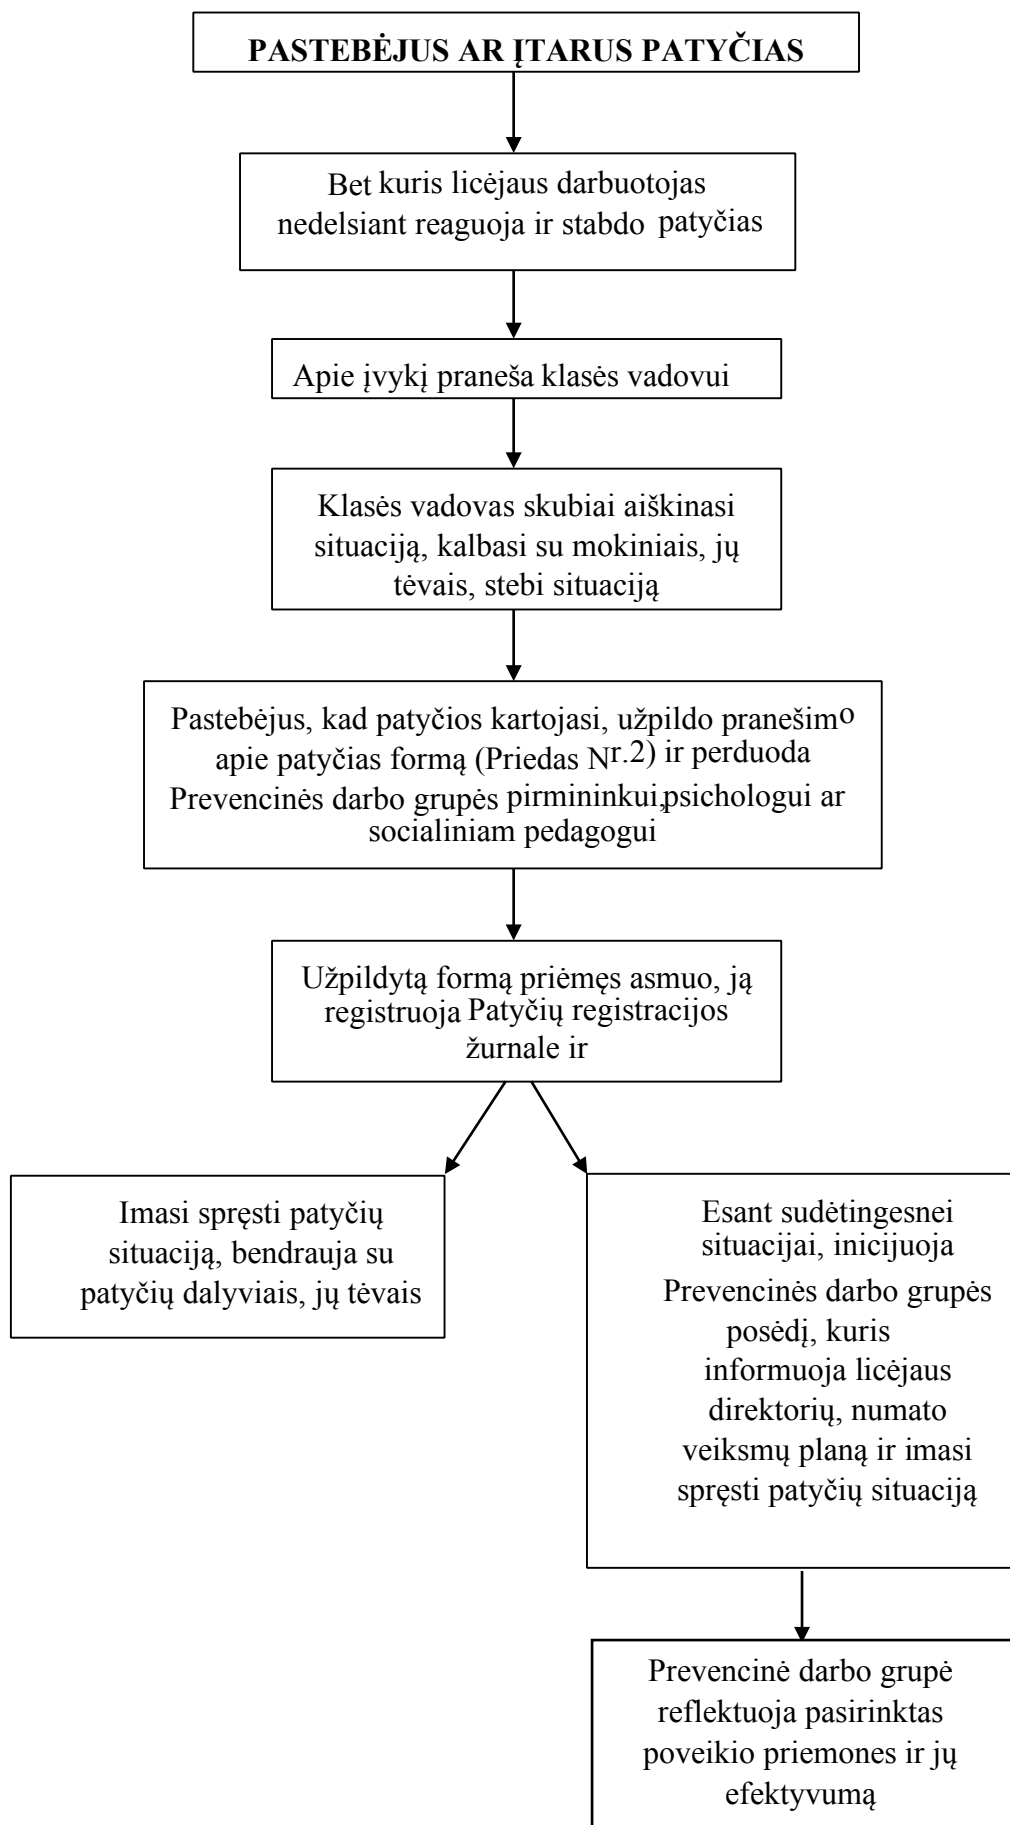 PASTEBĖJUS AR ĮTARUS PATYČIAS
Bet kuris licėjaus darbuotojas
nedelsiant reaguoja ir stabdo patyčias
Apie įvykį praneša klasės vadovui
Klasės vadovas skubiai aiškinasi
situaciją, kalbasi su mokiniais, jų
tėvais, stebi situaciją
Pastebėjus, kad patyčios kartojasi, užpildo pranešimo
apie patyčias formą (Priedas Nr.2) ir perduoda
Prevencinės darbo grupės pirmininkui,psichologui ar
socialiniam pedagogui
Užpildytą formą priėmęs asmuo, ją
registruoja Patyčių registracijos
žurnale ir
Imasi spręsti patyčių
situaciją, bendrauja su
patyčių dalyviais, jų tėvais
Esant sudėtingesnei
situacijai, inicijuoja
Prevencinės darbo grupės
posėdį, kuris
informuoja licėjaus
direktorių, numato
veiksmų planą ir imasi
spręsti patyčių situaciją
Prevencinė darbo grupė
reflektuoja pasirinktas
poveikio priemones ir jų
efektyvumą